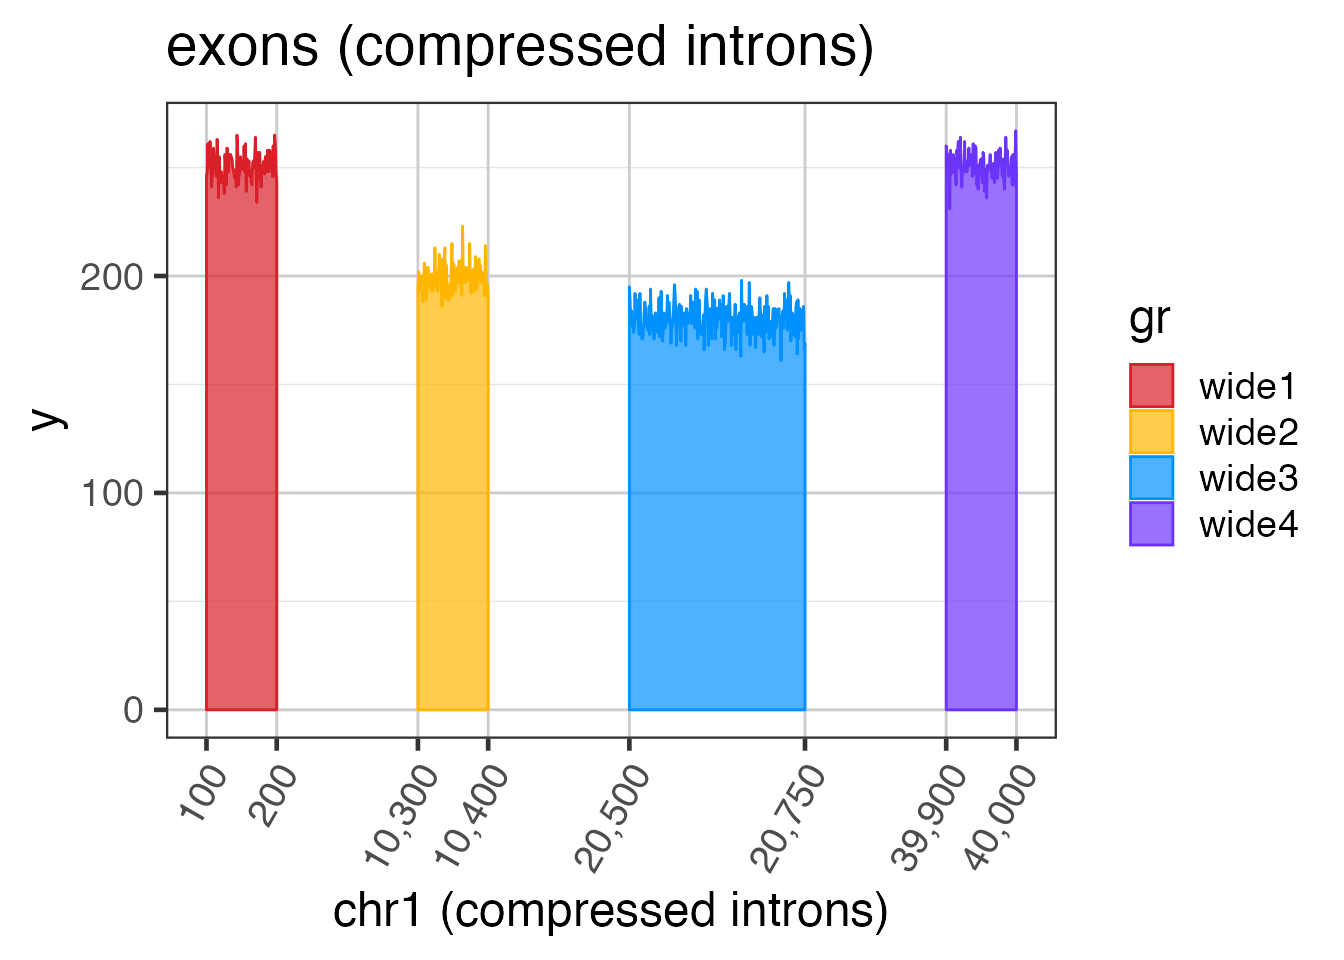 exons (compressed introns)
y
200
100
0
100
200
10,300
10,400
20,500
20,750
39,900
40,000
chr1 (compressed introns)
gr
wide1
wide2
wide3
wide4